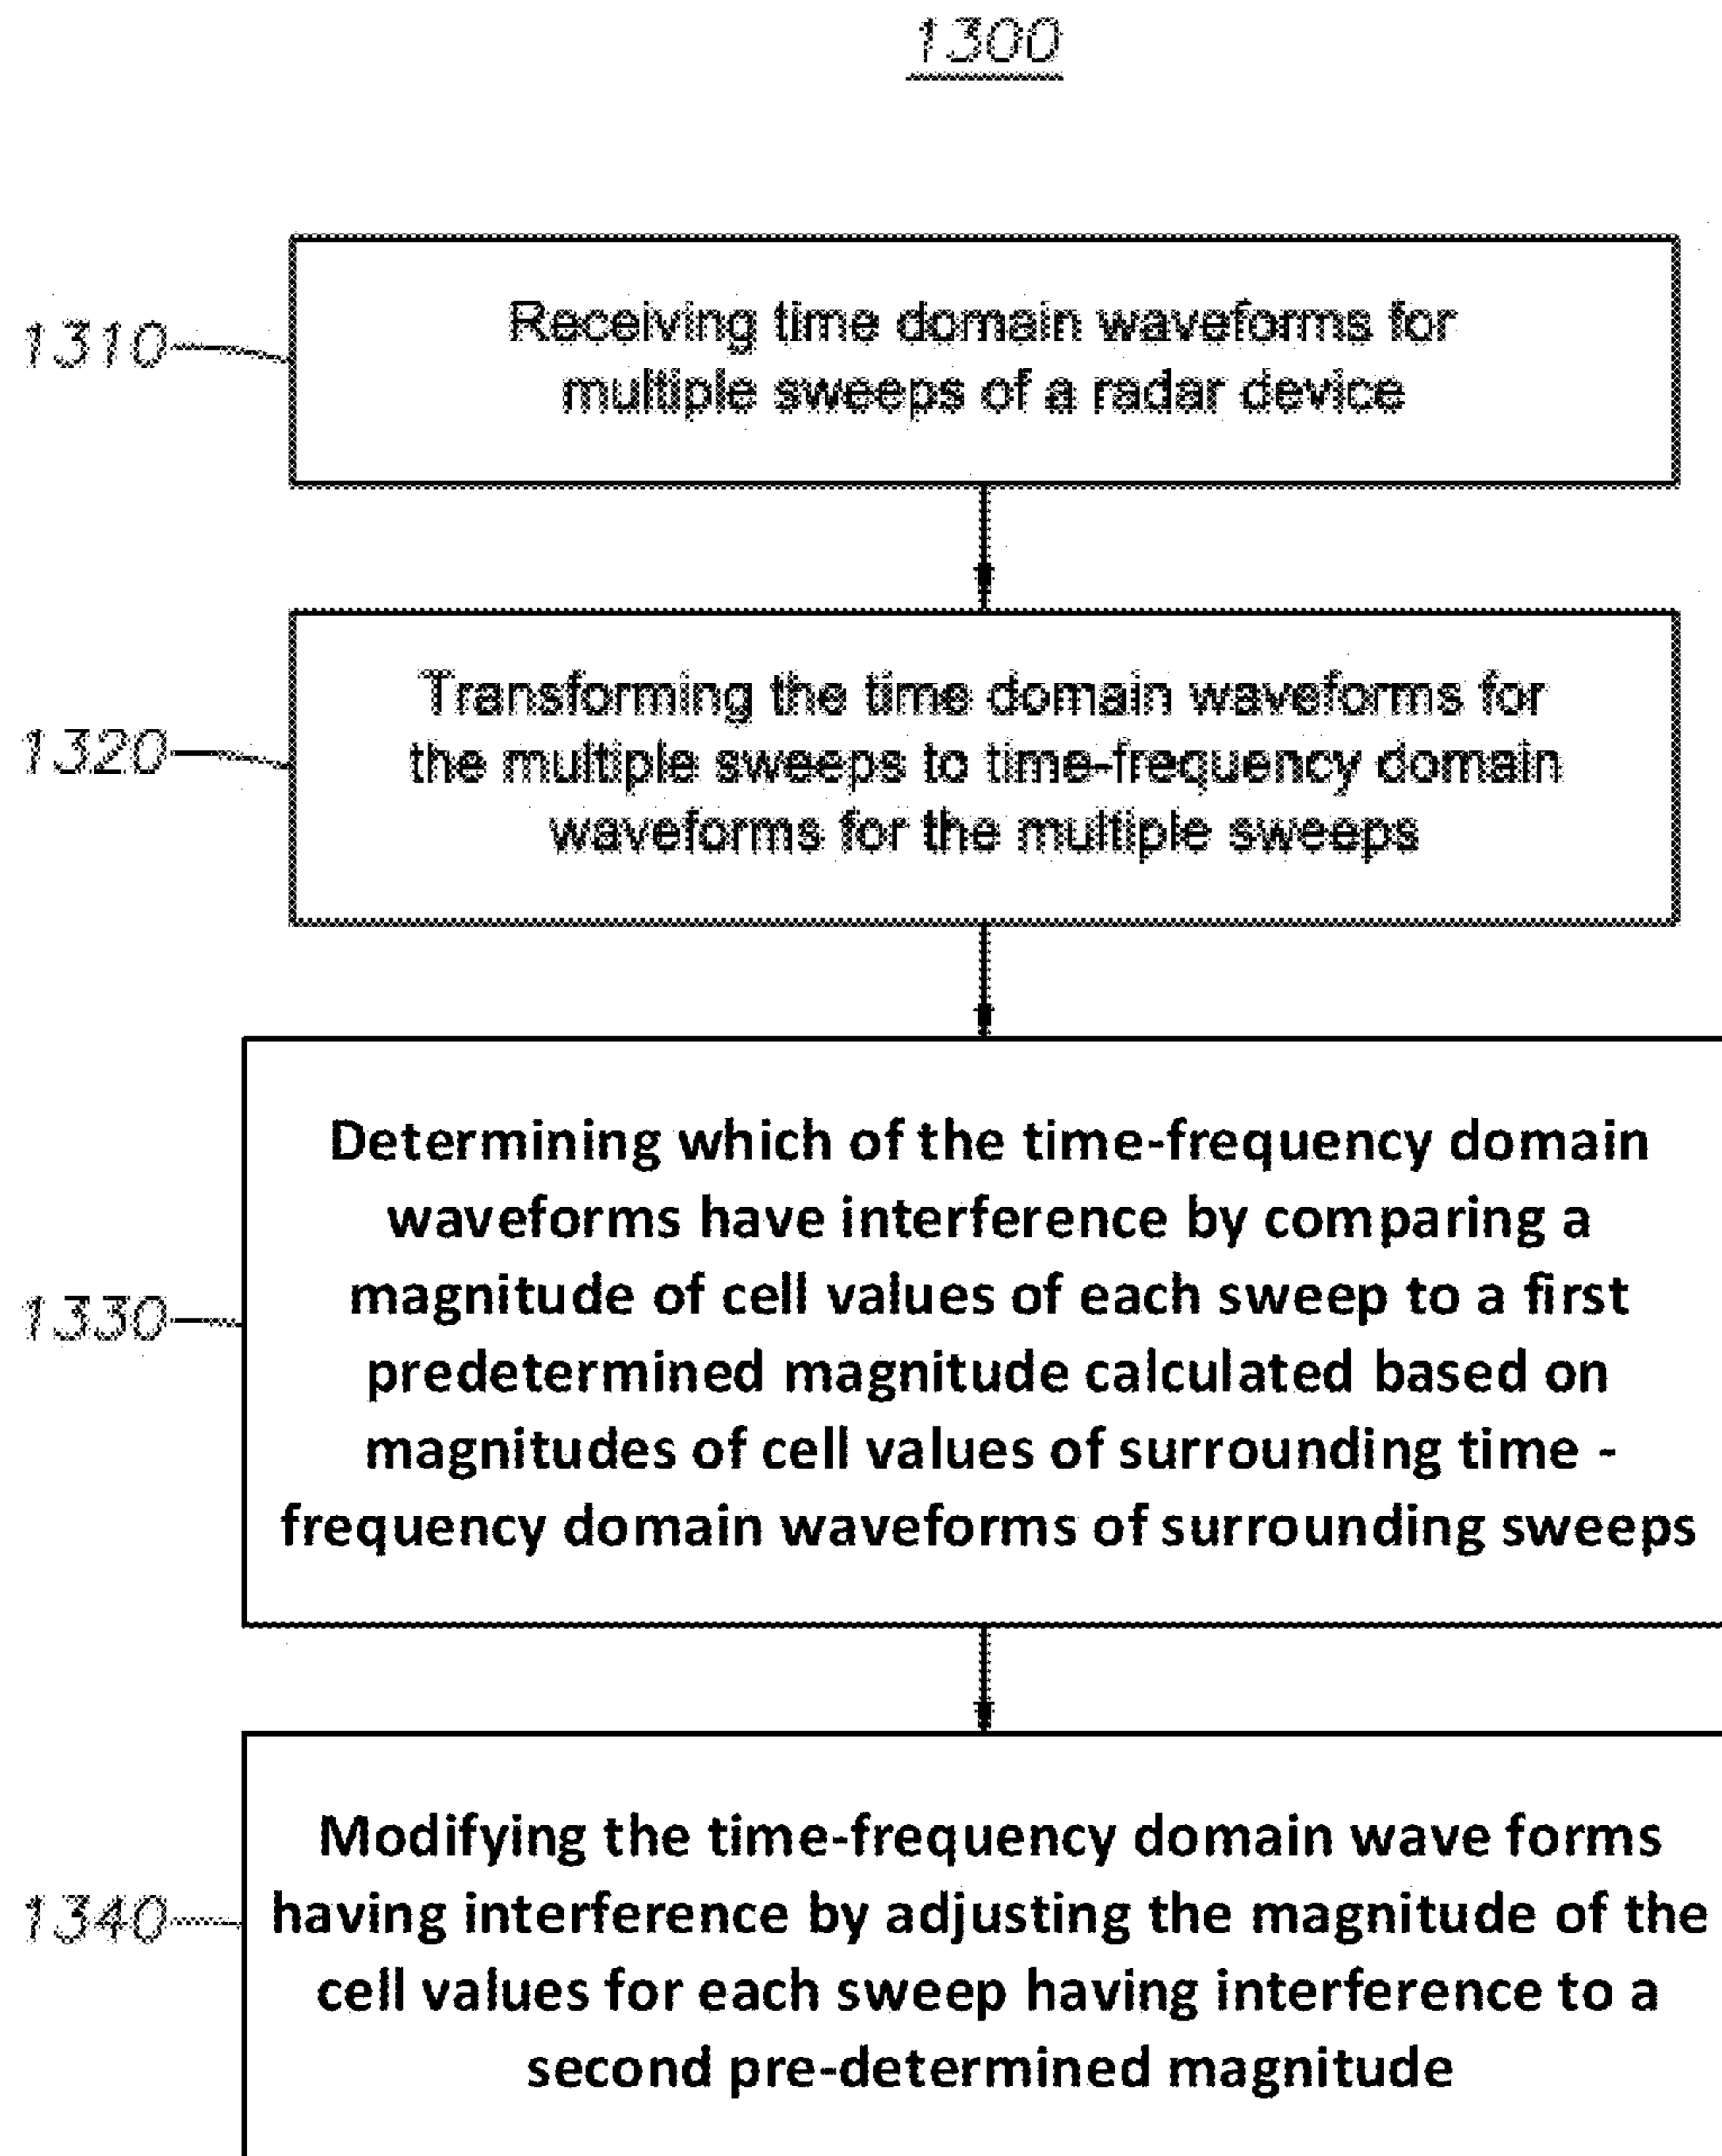 1300
1310
Receiving time domain waveforms for
multiple sweeps of a radar device
1320
Transforming the time domain waveforms for
the multiple sweeps to time-frequency domain
waveforms for the multiple sweeps
1330
Determining which of the time-frequency domain
waveforms have interference by comparing a
magnitude of cell values of each sweep to a first
predetermined magnitude calculated based on
magnitudes of cell values of surrounding time -
frequency domain waveforms of surrounding sweeps
1340
Modifying the time-frequency domain wave forms
having interference by adjusting the magnitude of the
cell values for each sweep having interference to a
second pre-determined magnitude